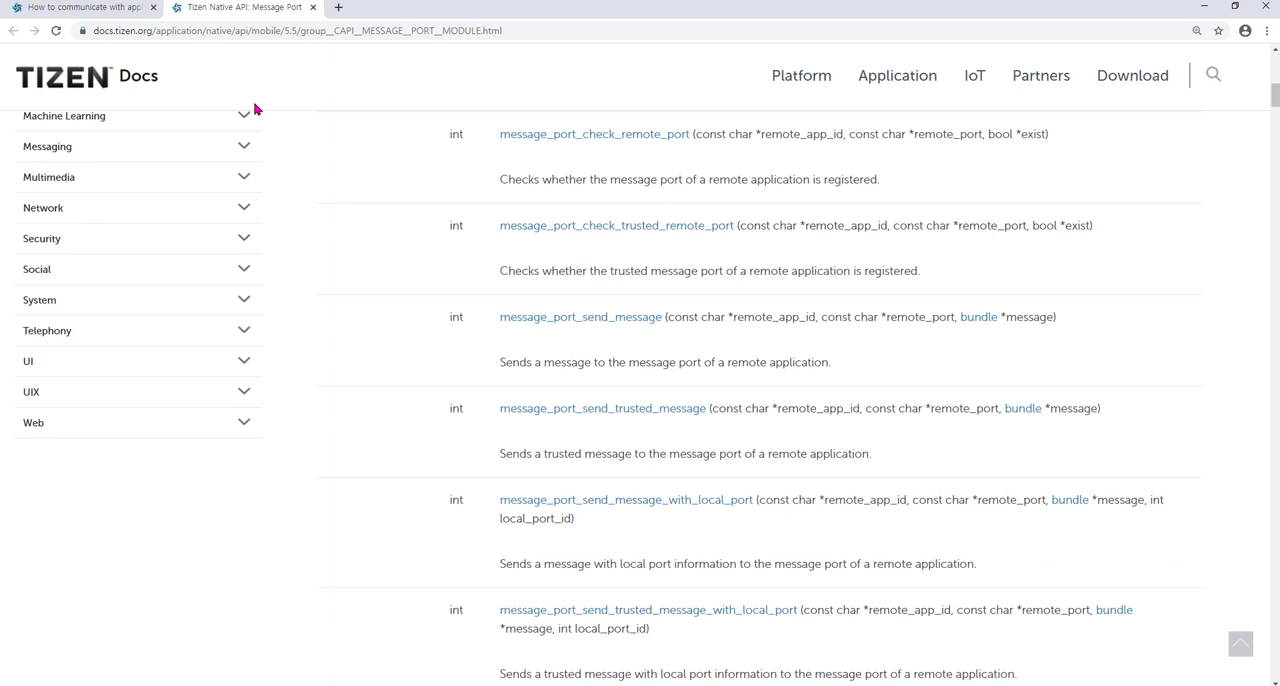 How to communicate with appl
Tizen Native API: Message Port
docs.tizen.org/application/native/api/mobile/5.5/group__CAPI__MESSAGE__PORT__MODULE.html
TIZEN™ Docs
Platform
Application
IoT
Partners
Download
Machine Learning
Messaging
Multimedia
Network
Security
Social
System
Telephony
UI
UIX
Web
int message_port_check_remote_port (const char *remote_app_id, const char *remote_port, bool *exist)
Checks whether the message port of a remote application is registered.
int message_port_check_trusted_remote_port (const char *remote_app_id, const char *remote_port, bool *exist)
Checks whether the trusted message port of a remote application is registered.
int message_port_send_message (const char *remote_app_id, const char *remote_port, bundle *message)
Sends a message to the message port of a remote application.
int message_port_send_trusted_message (const char *remote_app_id, const char *remote_port, bundle *message)
Sends a trusted message to the message port of a remote application.
int message_port_send_message_with_local_port (const char *remote_app_id, const char *remote_port, bundle *message, int
local_port_id)
Sends a message with local port information to the message port of a remote application.
int message_port_send_trusted_message_with_local_port (const char *remote_app_id, const char *remote_port, bundle
*message, int local_port_id)
Sends a trusted message with local port information to the message port of a remote application.